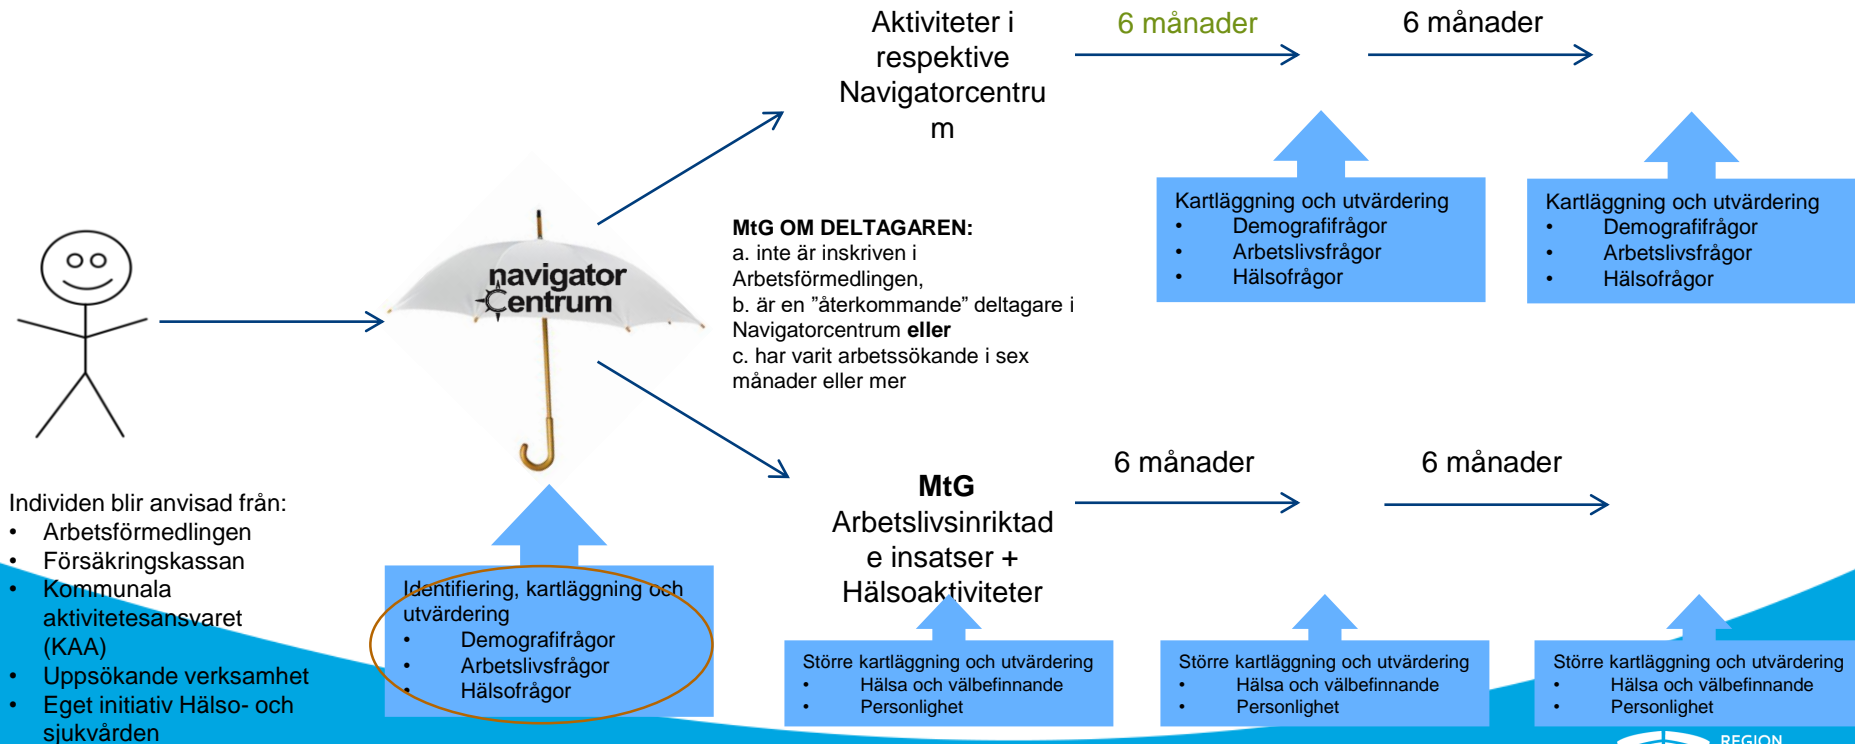 Aktiviteter i
respektive
Navigatorcentru
m
6 månader
6 månader
Kartläggning och utvärdering
• Demografifrågor
• Arbetslivsfrågor
• Hälsofrågor
Kartläggning och utvärdering
• Demografifrågor
• Arbetslivsfrågor
• Hälsofrågor
navigator
Centrum
MtG OM DELTAGAREN:
a. inte är inskriven i
Arbetsförmedlingen,
b. är en ”återkommande” deltagare i
Navigatorcentrum eller
c. har varit arbetssökande i sex
månader eller mer
Individen blir anvisad från:
• Arbetsförmedlingen
• Försäkringskassan
• Kommunala
aktivitetesansvaret
(KAA)
• Uppsökande verksamhet
• Eget initiativ Hälso- och
sjukvården
Identifiering, kartläggning och
utvärdering
• Demografifrågor
• Arbetslivsfrågor
• Hälsofrågor
MtG
Arbetslivsinriktad
e insatser +
Hälsoaktiviteter
6 månader
6 månader
Större kartläggning och utvärdering
• Hälsa och välbefinnande
• Personlighet
Större kartläggning och utvärdering
• Hälsa och välbefinnande
• Personlighet
Större kartläggning och utvärdering
• Hälsa och välbefinnande
• Personlighet
REGION